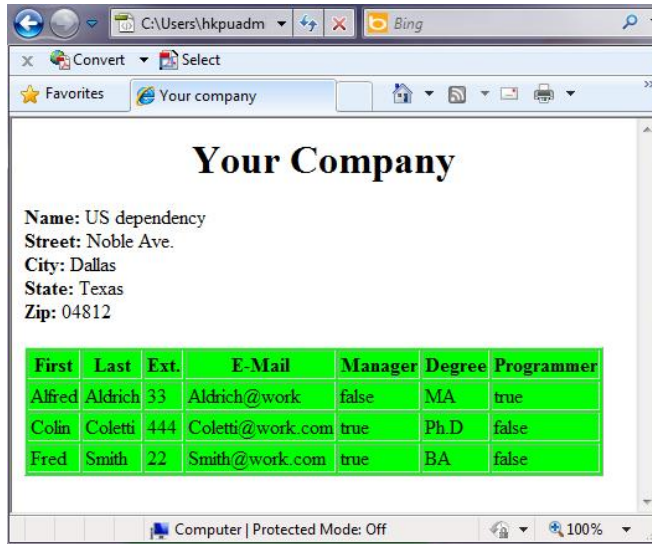 C:\Users\hkpuadm
Bing
x Convert Select
Favorites Your company
Your Company
Name: US dependency
Street: Noble Ave.
City: Dallas
State: Texas
Zip: 04812
First Last Ext. E-Mail Manager Degree Programmer
Alfred Aldrich 33 Aldrich@work false MA true
Colin Coletti 444 Coletti@work.com true Ph.D false
Fred Smith 22 Smith@work.com true BA false
Computer | Protected Mode: Off 100%